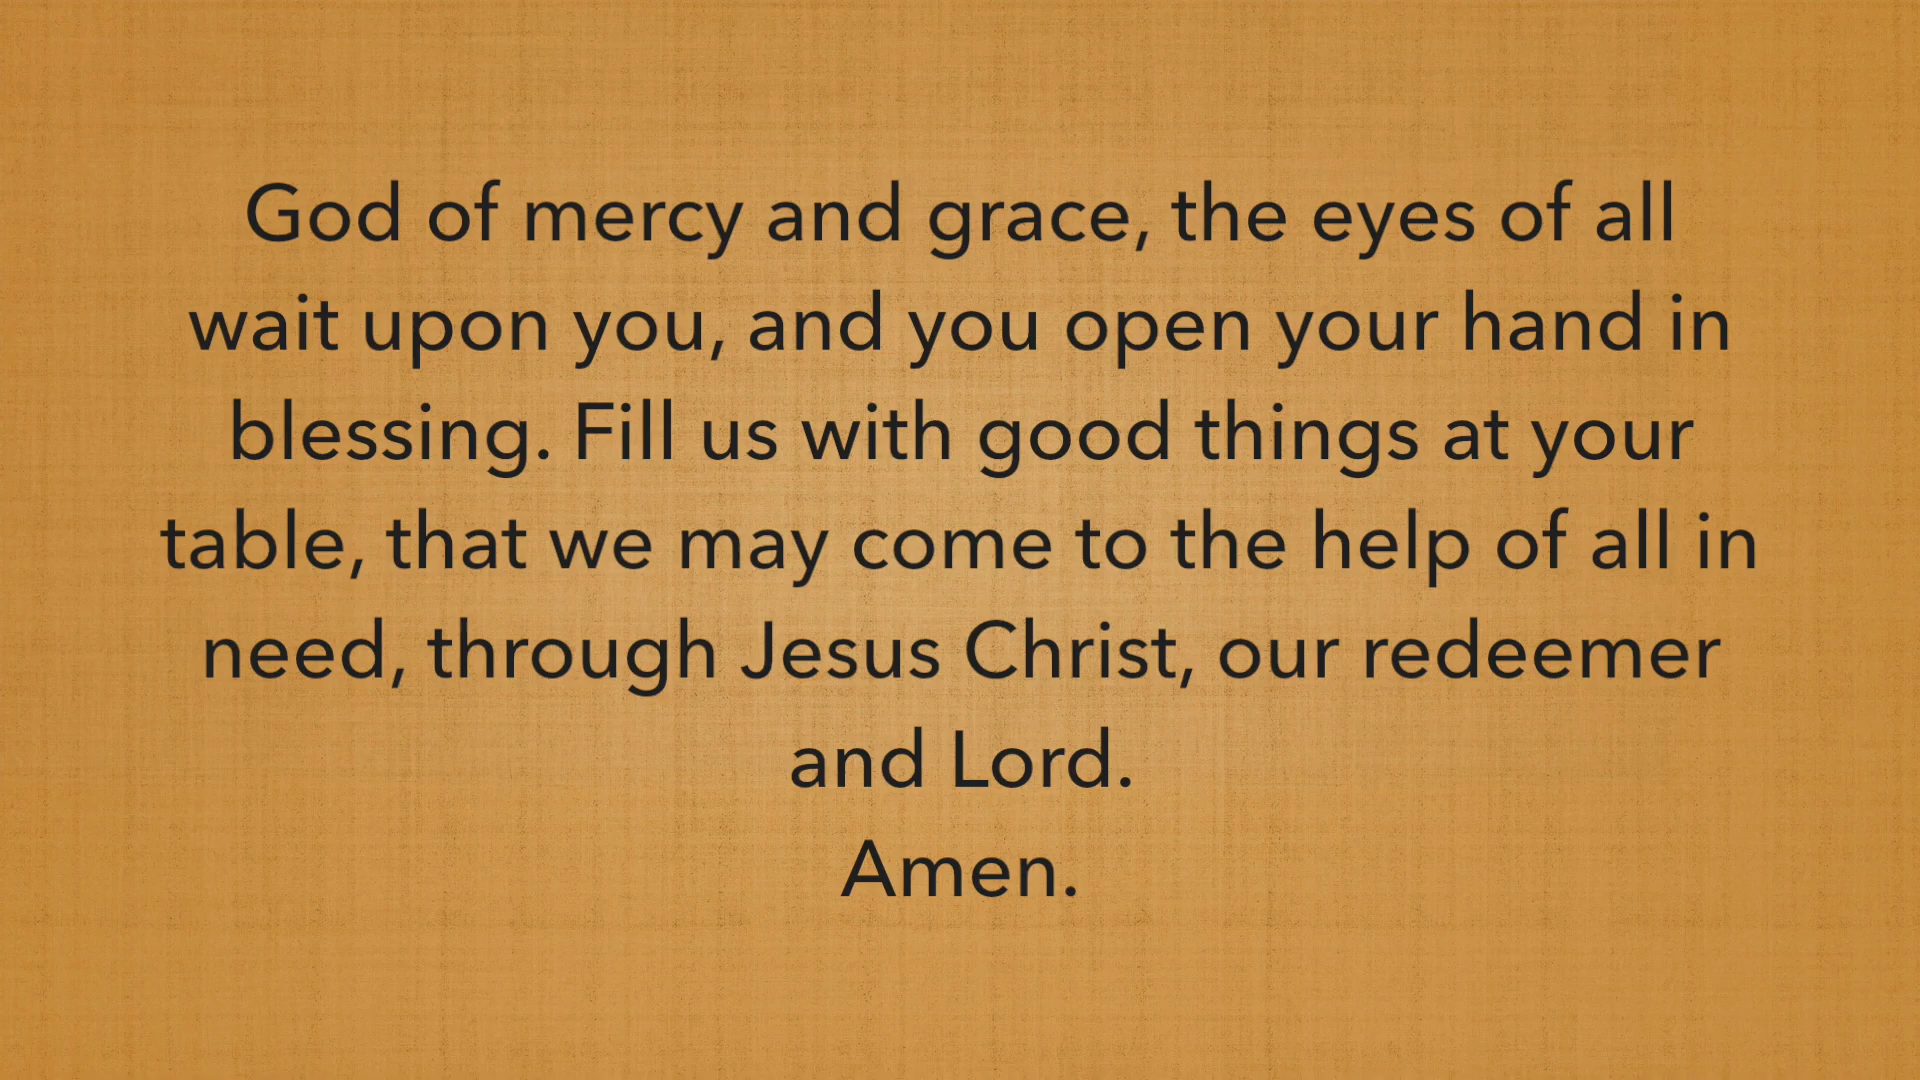 God of mercy and grace, the eyes of all
wait upon you, and you open your hand in
blessing. Fill us with good things at your
table, that we may come to the help of all in
need, through Jesus Christ, our redeemer
and Lord.
Amen.